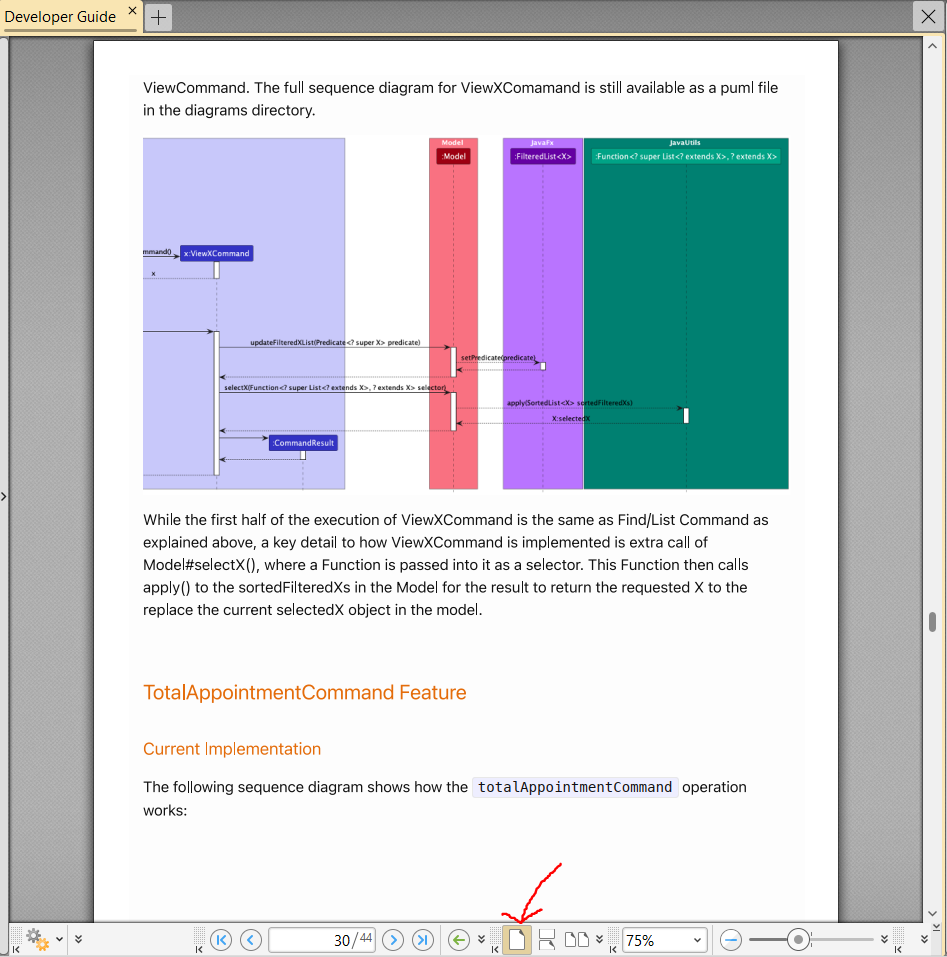 Developer Guide
ViewCommand. The full sequence diagram for ViewXComamand is still available as a puml file
in the diagrams directory.
Model
JavaFx
JavaUtils
:Model
:FilteredList<X>
:Function<? super List<? extends X>, ? extends X>
mmand()
x:ViewXCommand
x
updateFilteredXList(Predicate<? super X> predicate)
setPredicate(predicate)
selectX(Function<? super List<? extends X>, ? extends X> selector)
apply(SortedList<X> sortedFilteredXs)
X:selectedX
:CommandResult
While the first half of the execution of ViewXCommand is the same as Find/List Command as
explained above, a key detail to how ViewXCommand is implemented is extra call of
Model#selectX(), where a Function is passed into it as a selector. This Function then calls
apply() to the sortedFilteredXs in the Model for the result to return the requested X to the
replace the current selectedX object in the model.
TotalAppointmentCommand Feature
Current Implementation
The following sequence diagram shows how the totalAppointmentCommand operation
works:
30/44
75%